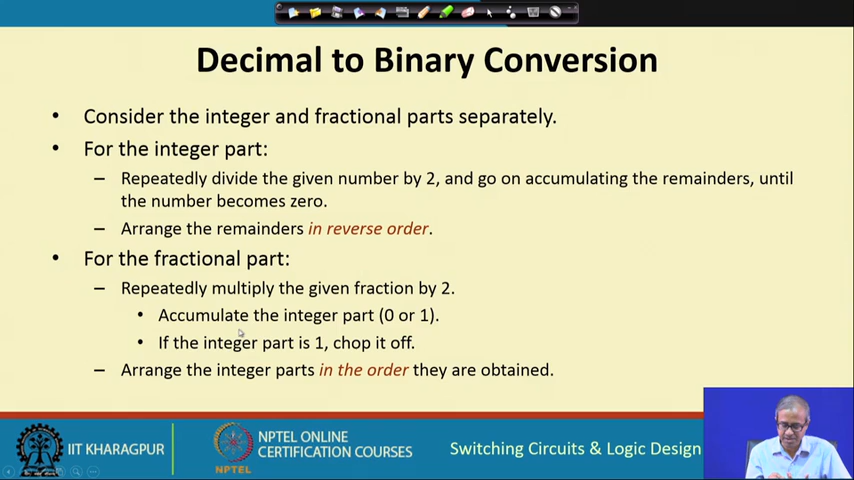 Decimal to Binary Conversion
• Consider the integer and fractional parts separately.
• For the integer part:
– Repeatedly divide the given number by 2, and go on accumulating the remainders, until
the number becomes zero.
– Arrange the remainders in reverse order.
• For the fractional part:
– Repeatedly multiply the given fraction by 2.
• Accumulate the integer part (0 or 1).
• If the integer part is 1, chop it off.
– Arrange the integer parts in the order they are obtained.
IIT KHARAGPUR
NPTEL
NPTEL ONLINE
CERTIFICATION COURSES
Switching Circuits & Logic Design